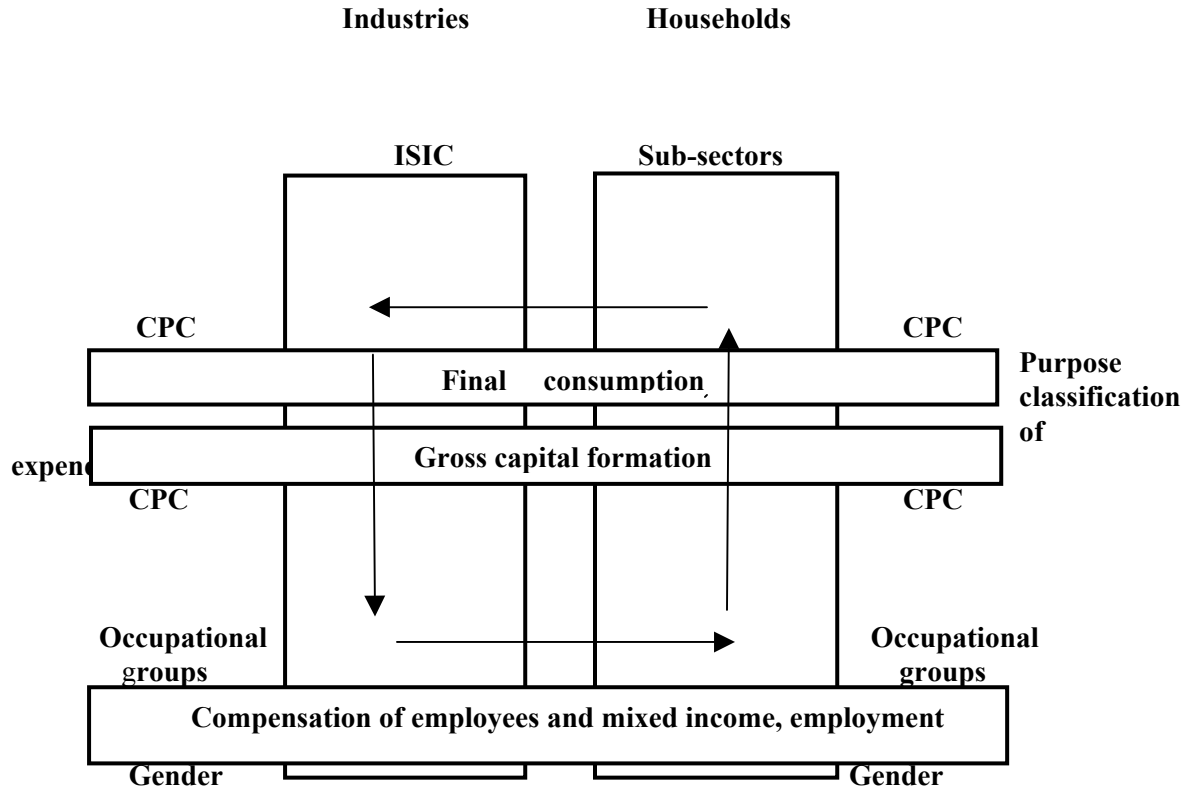 Industries Households
ISIC Sub-sectors
CPC CPC
Final consumption
Purpose
classification
of
Gross capital formation
CPC CPC
Occupational
groups
Occupational
groups
Compensation of employees and mixed income, employment
Gender Gender